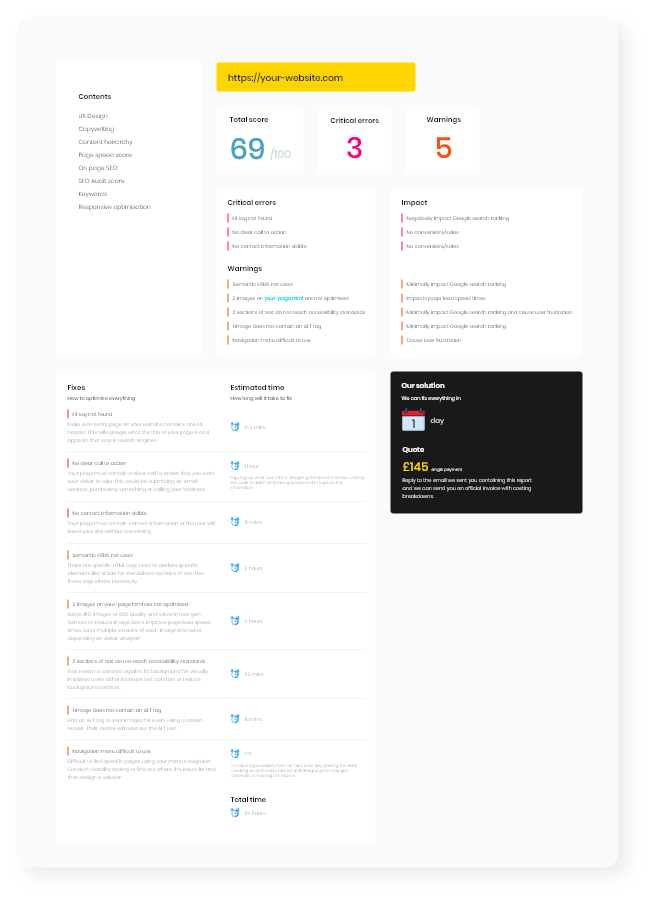 Contents
UX Design
Copywriting
Content heirarchy
Page speed score
On page SEO
SEO Audit score
Keywords
Responsive optimisation
https://your-website.com
Total score
69 /100
Critical errors
3
Warnings
5
Critical errors
H1 tag not found
No clear call to action
No contact information visible
Warnings
Semantic HTML not used
2 images on your-page.html are not optimised
2 sections of text do not reach accessibility standards
1 image does not contain an ALT tag
Navigation menu difficult to use
Impact
Negatively impact Google search ranking
No conversions/sales
No conversions/sales
Minimally impact Google search ranking
Impacts page load speed times
Minimally impact Google search ranking and cause user frustration
Minimally impact Google search ranking
Cause user frustration
Fixes
How to optimise everything
H1 tag not found
Make sure every page on your website contains one H1
header. This tells google what the title of your page is and
appears that way in search engines.
No clear call to action
Your page must contain a clear call to action that you want
your visitor to take. This could be submitting an email
address, purchasing something or calling your business.
No contact information visible
Your page must contain contact information or the user will
leave your site without converting.
Semantic HTML not used
There are specific HTML tags used to declare specific
elements like article for standalone sections of text. Use
these tags where necessary.
2 images on your-page.html are not optimised
Serve JPG images at 60% quality and serve in next gen
formats to reduce image size & improve page load speed
times. Save multiple versions of each image and serve
depending on visitor viewport.
2 sections of text do not reach accessibility standards
Text needs to contrast against its background for visually
impaired users. Either increase text contrast or reduce
background contrast.
1 image does not contain an ALT tag
Add an ALT tag to your images for users using a screen
reader. Their device will read out the ALT text.
Navigation menu difficult to use
Difficult to find specific pages using your menu navigation.
Conduct usability testing to find out where the issues lie and
then assign a solution.
Estimated time
How long will it take to fix
mins
1 hour
10 mins
hours
hours
30 mins
10 mins
Total time
hours
Our solution
We can fix everything in
1 day
Quote
£145 single payment
Reply to the email we sent you containing this report
and we can send you an official invoice with costing
breakdowns.